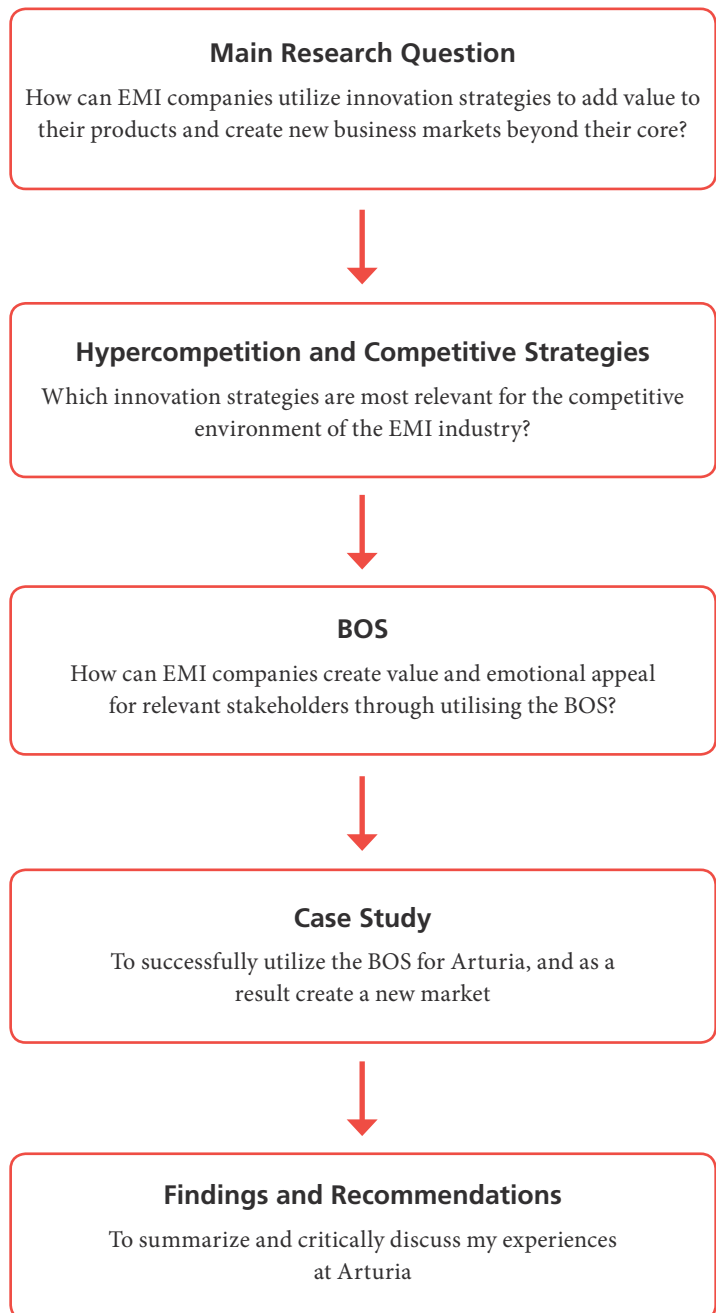 Main Research Question
How can EMI companies utilize innovation strategies to add value to
their products and create new business markets beyond their core?
Hypercompetition and Competitive Strategies
Which innovation strategies are most relevant for the competitive
environment of the EMI industry?
BOS
How can EMI companies create value and emotional appeal
for relevant stakeholders through utilising the BOS?
Case Study
To successfully utilize the BOS for Arturia, and as a
result create a new market
Findings and Recommendations
To summarize and critically discuss my experiences
at Arturia